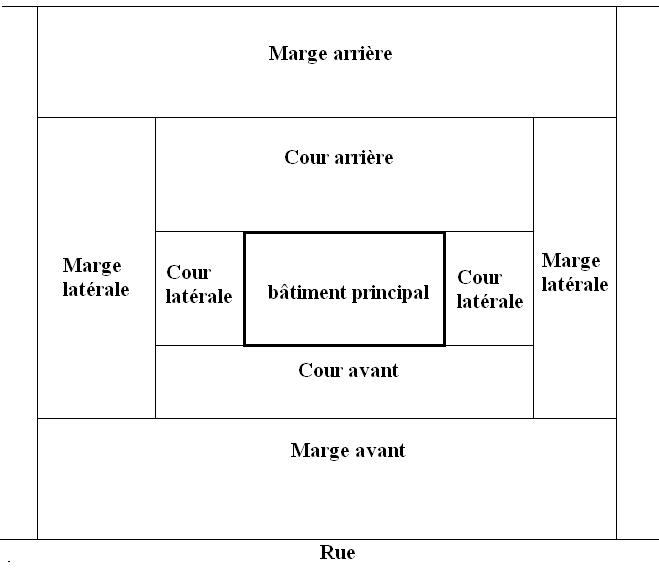 Marge arrière
Cour arrière
Marge
latérale
Cour
latérale
bâtiment principal
Cour
latérale
Marge
latérale
Cour avant
Marge avant
Rue